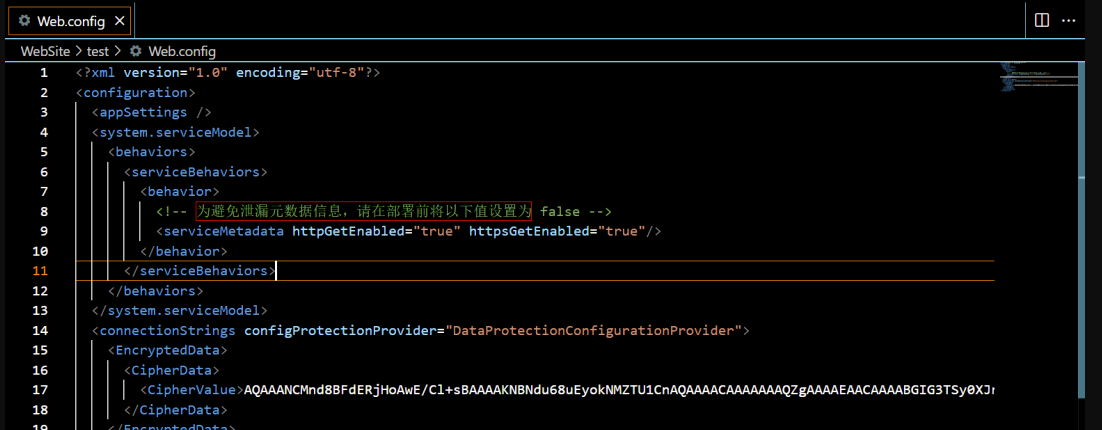 Web.config
WebSite > test > Web.config
1 <?xml version="1.0" encoding="utf-8"?>
2 <configuration>
3 <appSettings />
4 <system.serviceModel>
5 <behaviors>
6 <serviceBehaviors>
7 <behavior>
8 <!-- 为避免泄漏元数据信息，请在部署前将以下值设置为 false -->
9 <serviceMetadata httpGetEnabled="true" httpsGetEnabled="true"/>
10 </behavior>
11 </serviceBehaviors>
12 </behaviors>
13 </system.serviceModel>
14 <connectionStrings configProtectionProvider="DataProtectionConfigurationProvider">
15 <EncryptedData>
16 <CipherData>
17 <CipherValue>AQAAANCMnd8BFdERjHoAwE/Cl+sBAAAAKNBNdu68uEyokNMZTU1CnAQAAAACAAAAAAAQZgAAAAEAACAAAABGIG3TSy0XJr
18 </CipherData>
19 </EncryptedData>